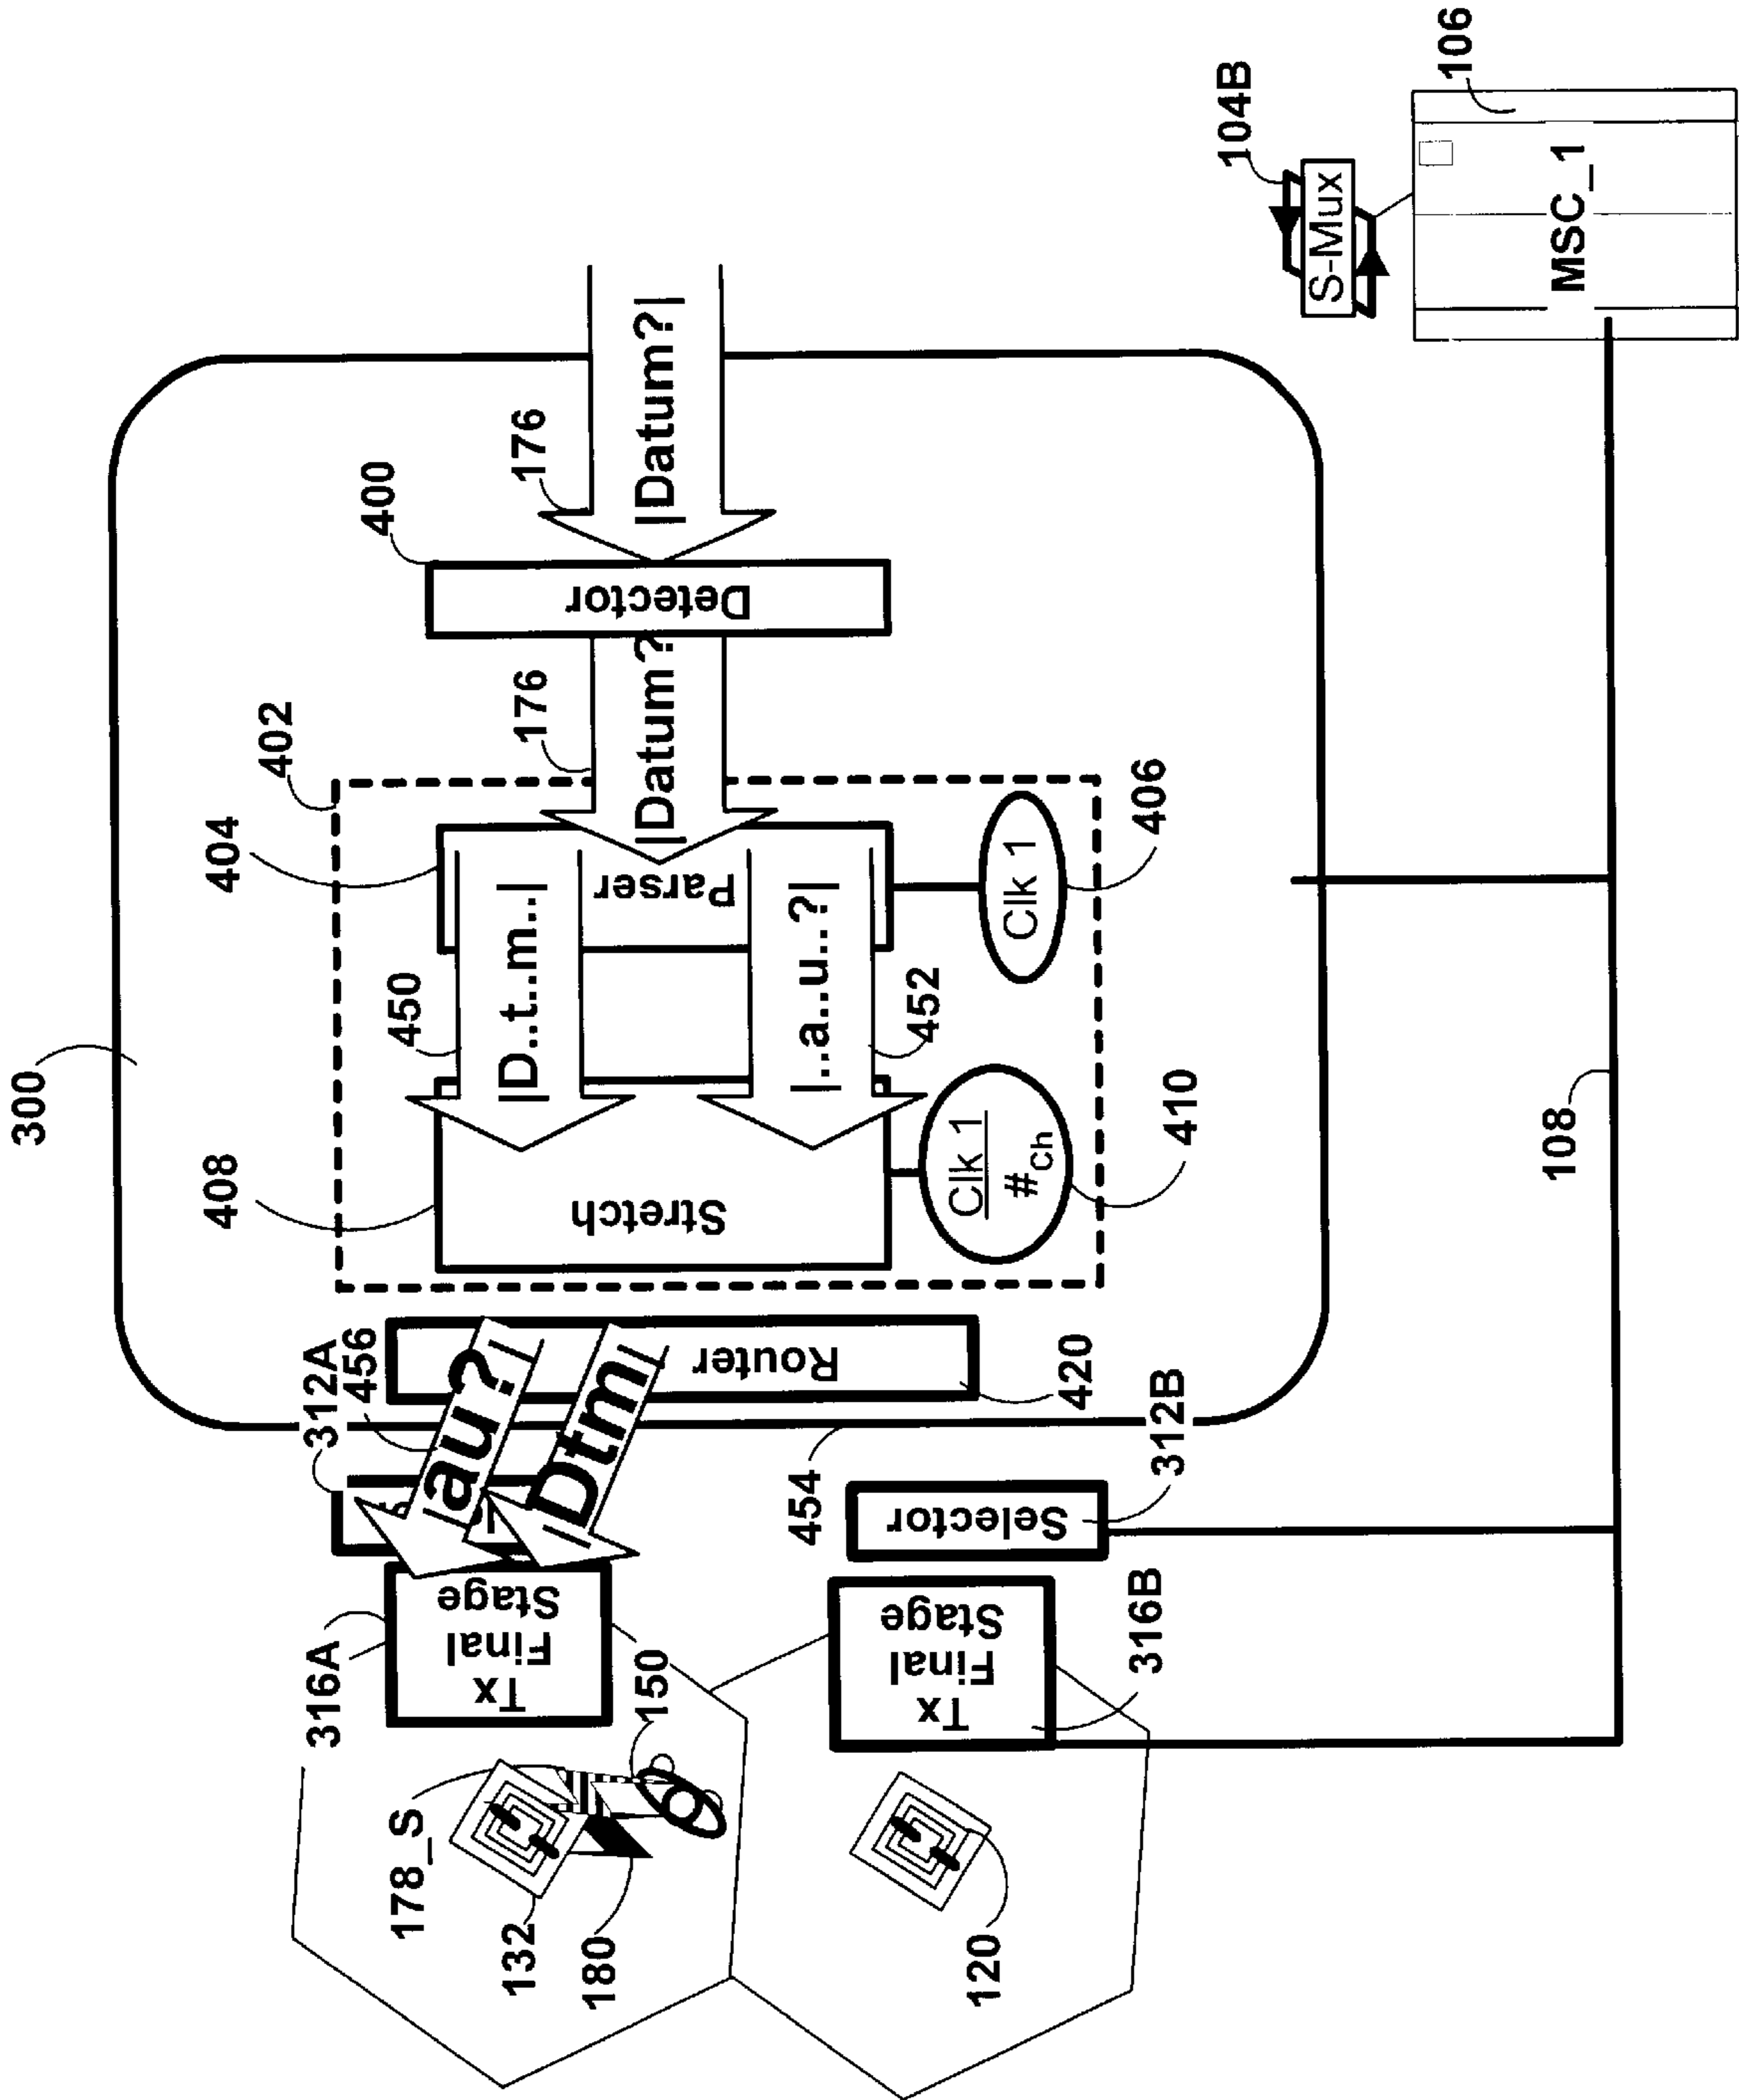 300
402
404
408
400
176
176
|Datum?|
|Datum?|
Detector
Parser
Stretch
450
|D..t..m..|
452
|..a..u..?|
Clk 1
406
Clk 1
#ch
410
312A
456
|au?|
|Dtm|
Router
420
454
Selector
312B
316A
Tx
Final
Stage
Tx
Final
Stage
316B
150
178_S
132
180
120
108
104B
S-Mux
106
MSC_1